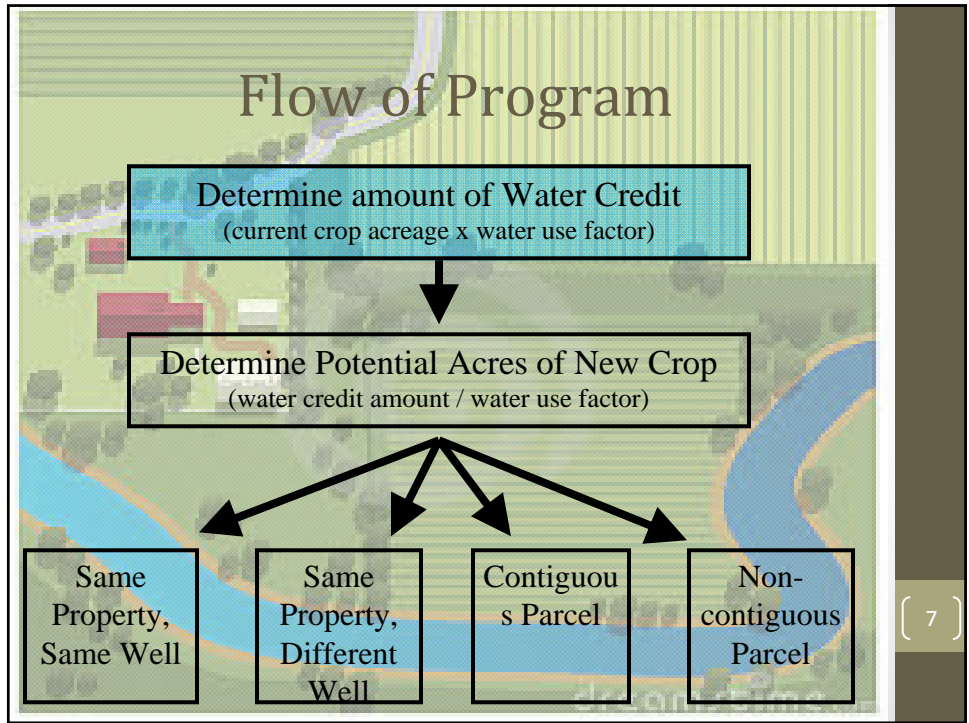 Flow of Program
Determine amount of Water Credit
(current crop acreage x water use factor)
Determine Potential Acres of New Crop
(water credit amount / water use factor)
Same
Property,
Same Well
Same
Property,
Different
Well
Contiguou
s Parcel
Non-
contiguous
Parcel
7
dreamstime